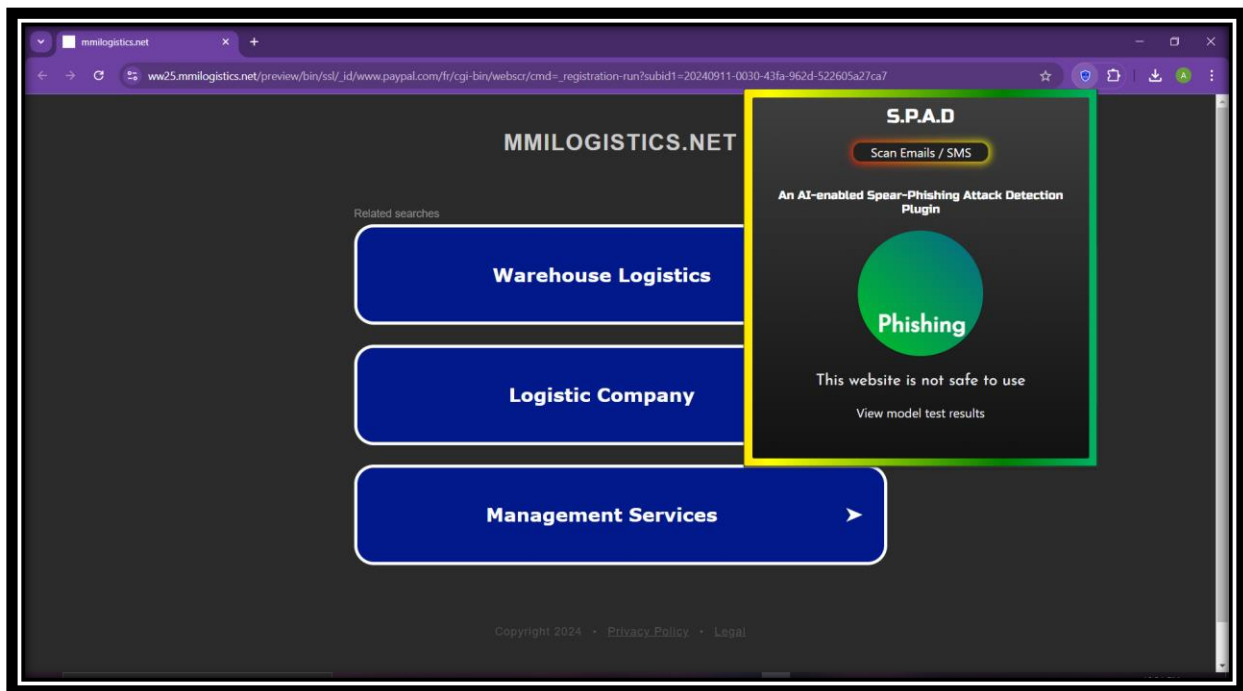 mmilogistics.net
ww25.mmilogistics.net/preview/bin/ssl/_id/www.paypal.com/fr/cgi-bin/webscr/cmd=_registration-run?subid1=20240911-0030-43fa-962d-522605a27ca7
A
MMILOGISTICS.NET
Related searches
Warehouse Logistics
Logistic Company
Management Services
Copyright 2024 • Privacy Policy • Legal
S.P.A.D
Scan Emails / SMS
An AI-enabled Spear-Phishing Attack Detection
Plugin
Phishing
This website is not safe to use
View model test results